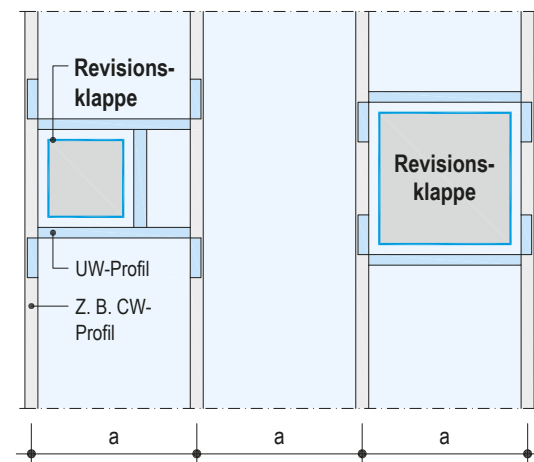 Revisions-
klappe
Revisions-
klappe
UW-Profil
Z. B. CW-
Profil
a
a
a